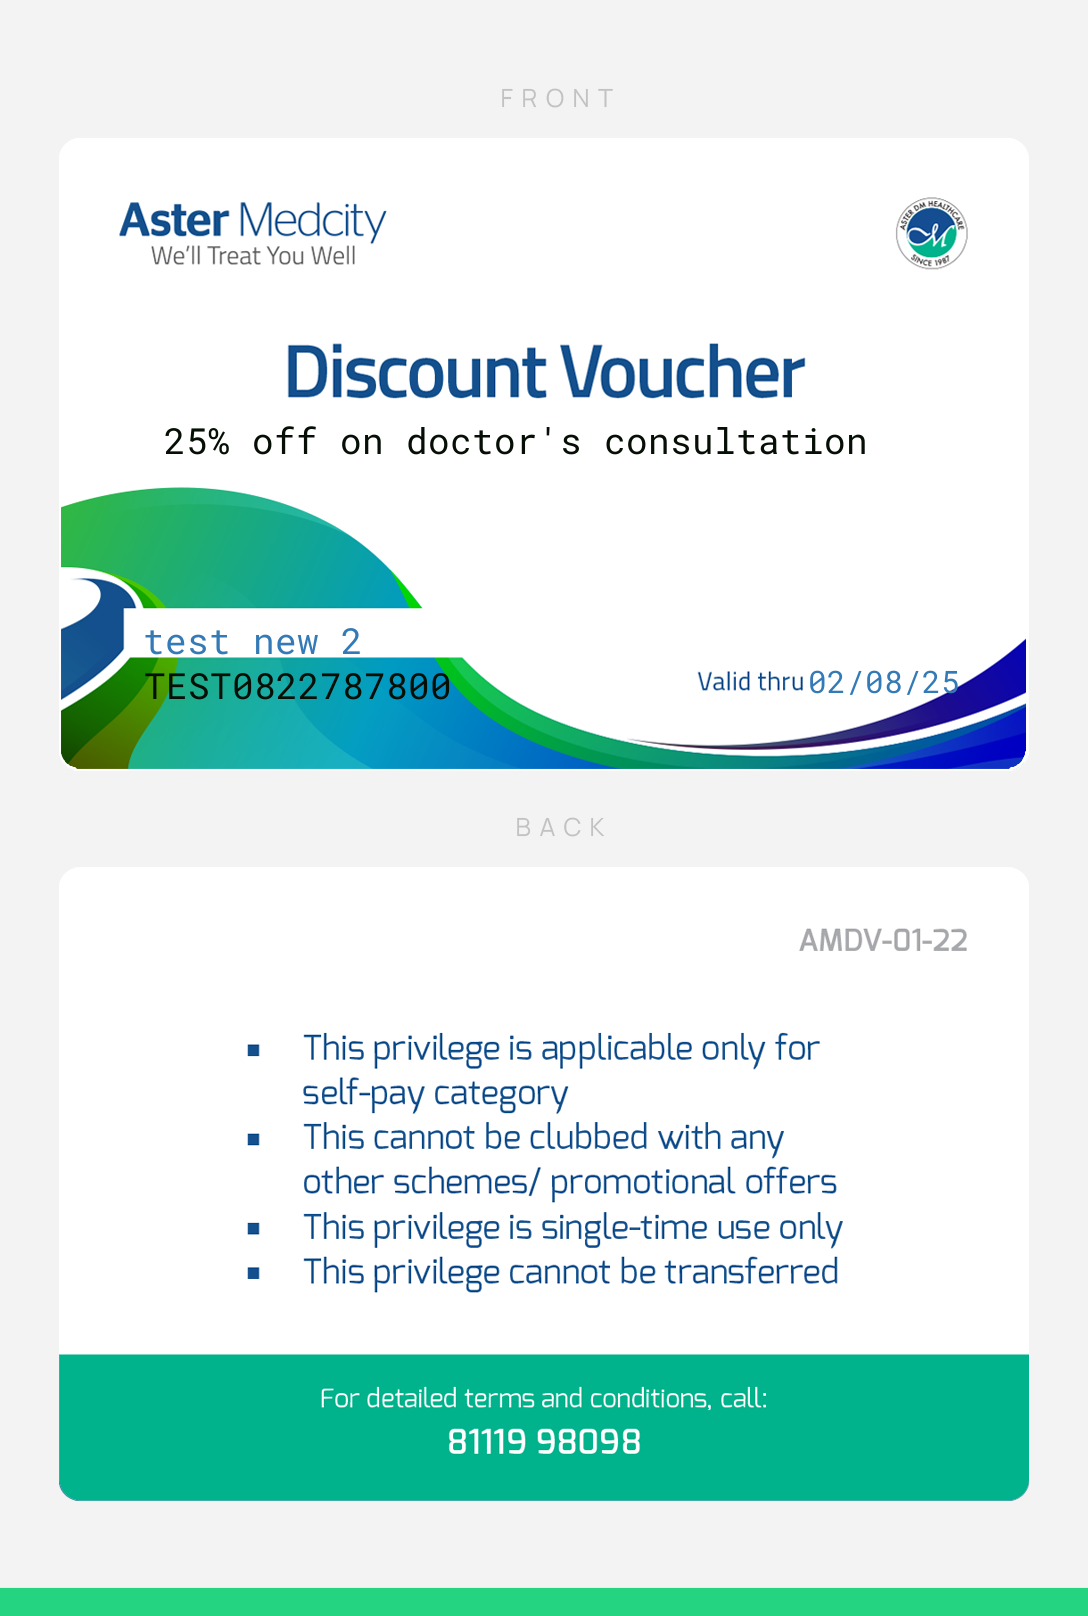 FRONT
Aster Medcity
We'll Treat You Well
ASTER DM HEALTHCARE
SINCE 1987
Discount Voucher
25% off on doctor's consultation
test new 2
TEST0822787800
Valid thru 02/08/25
BACK
AMDV-01-22
▪ This privilege is applicable only for
self-pay category
▪ This cannot be clubbed with any
other schemes/ promotional offers
▪ This privilege is single-time use only
▪ This privilege cannot be transferred
For detailed terms and conditions, call:
81119 98098